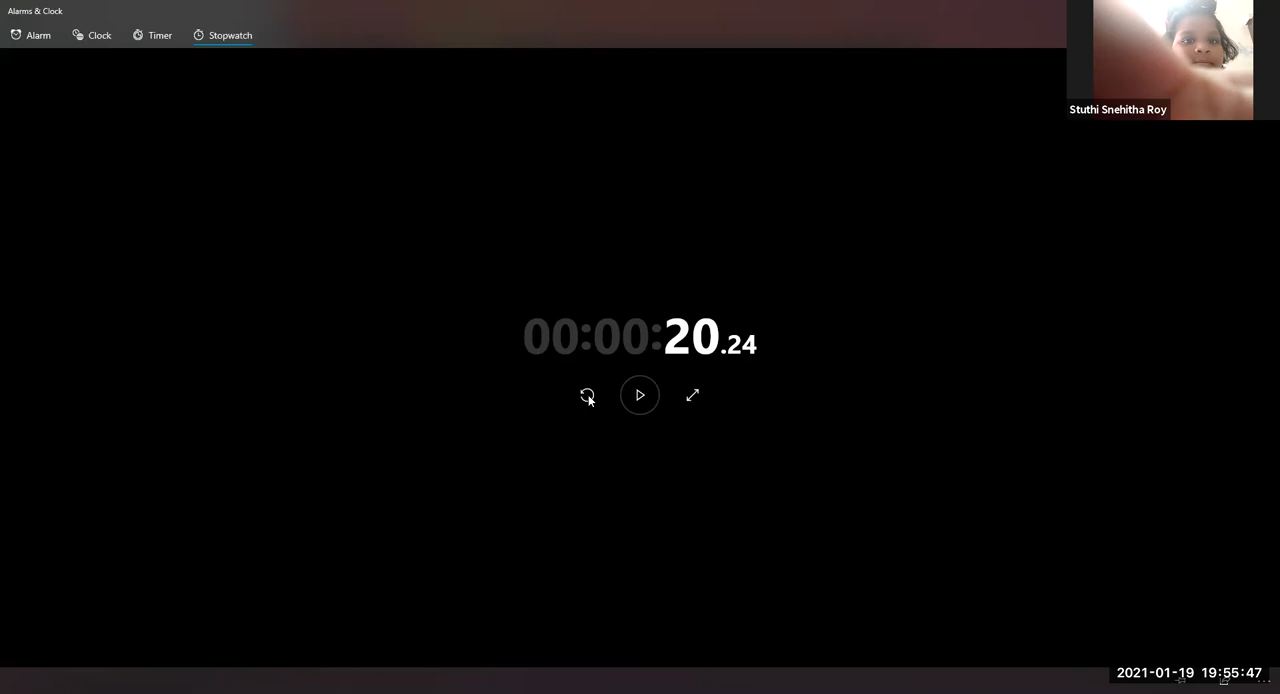 Alarms & Clock
Alarm Clock Timer Stopwatch
Stuthi Snehitha Roy
00:00:20.24
2021-01-19 19:55:47